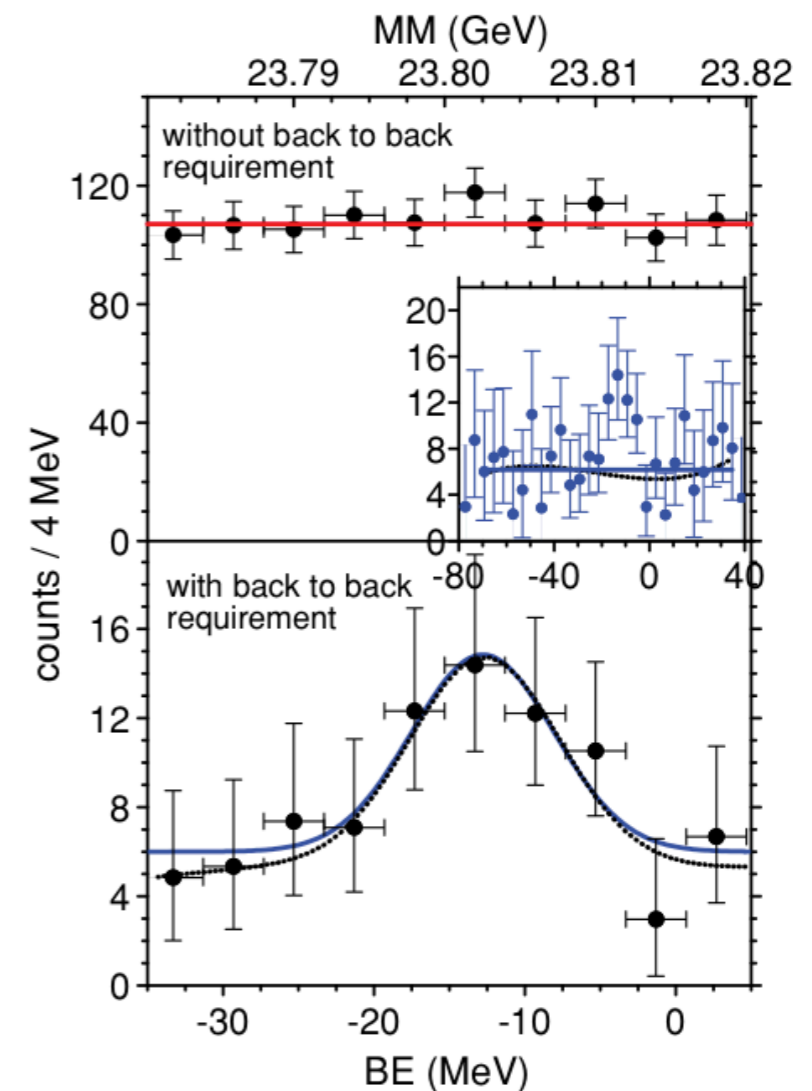 MM (GeV)
23.79 23.80 23.81 23.82
without back to back
requirement
120
80
40
0
20
16
12
8
4
0
-80 -40 0 40
counts / 4 MeV
with back to back
requirement
16
12
8
4
0
-30 -20 -10 0
BE (MeV)